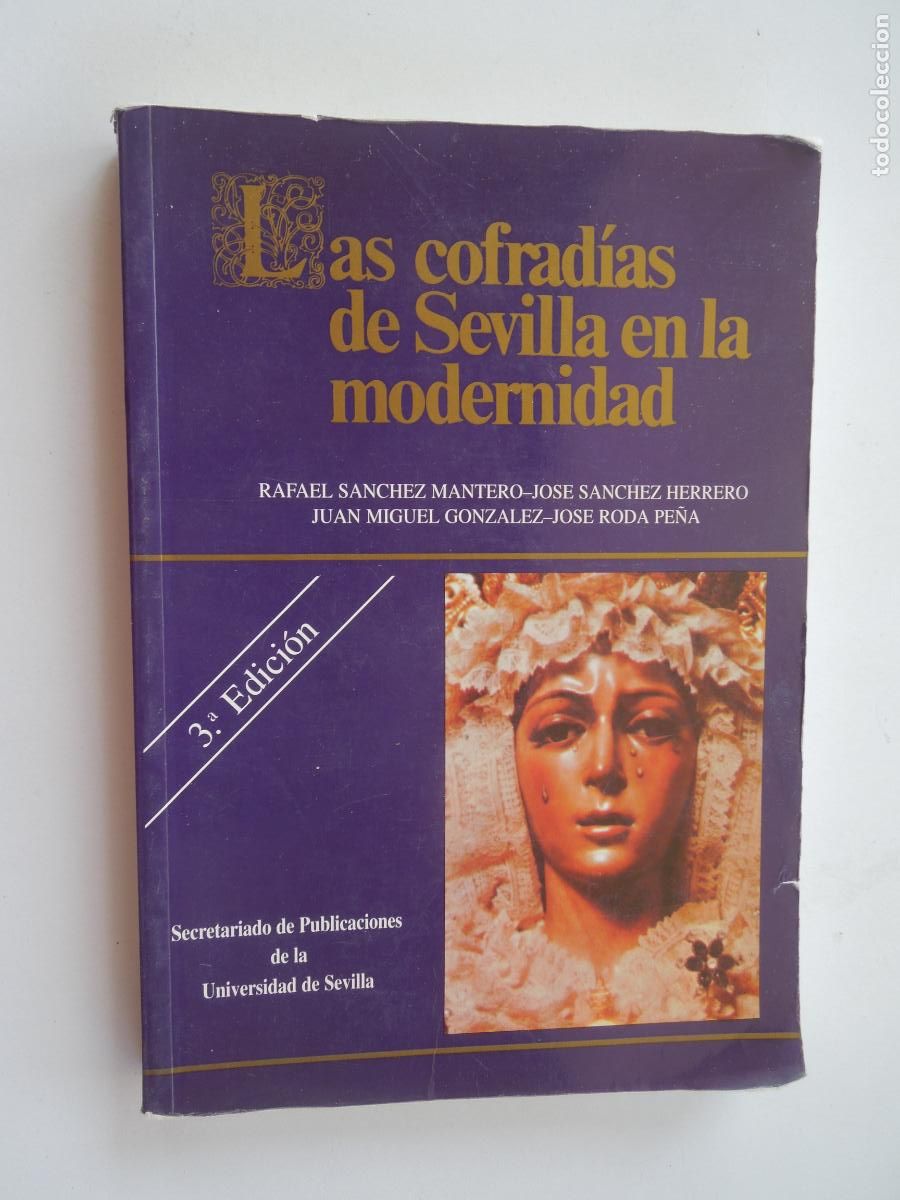 Las cofradías
de Sevilla en la
modernidad
RAFAEL SANCHEZ MANTERO–JOSE SANCHEZ HERRERO
JUAN MIGUEL GONZALEZ–JOSE RODA PEÑA
3.ª Edición
Secretariado de Publicaciones
de la
Universidad de Sevilla
todocoleccion